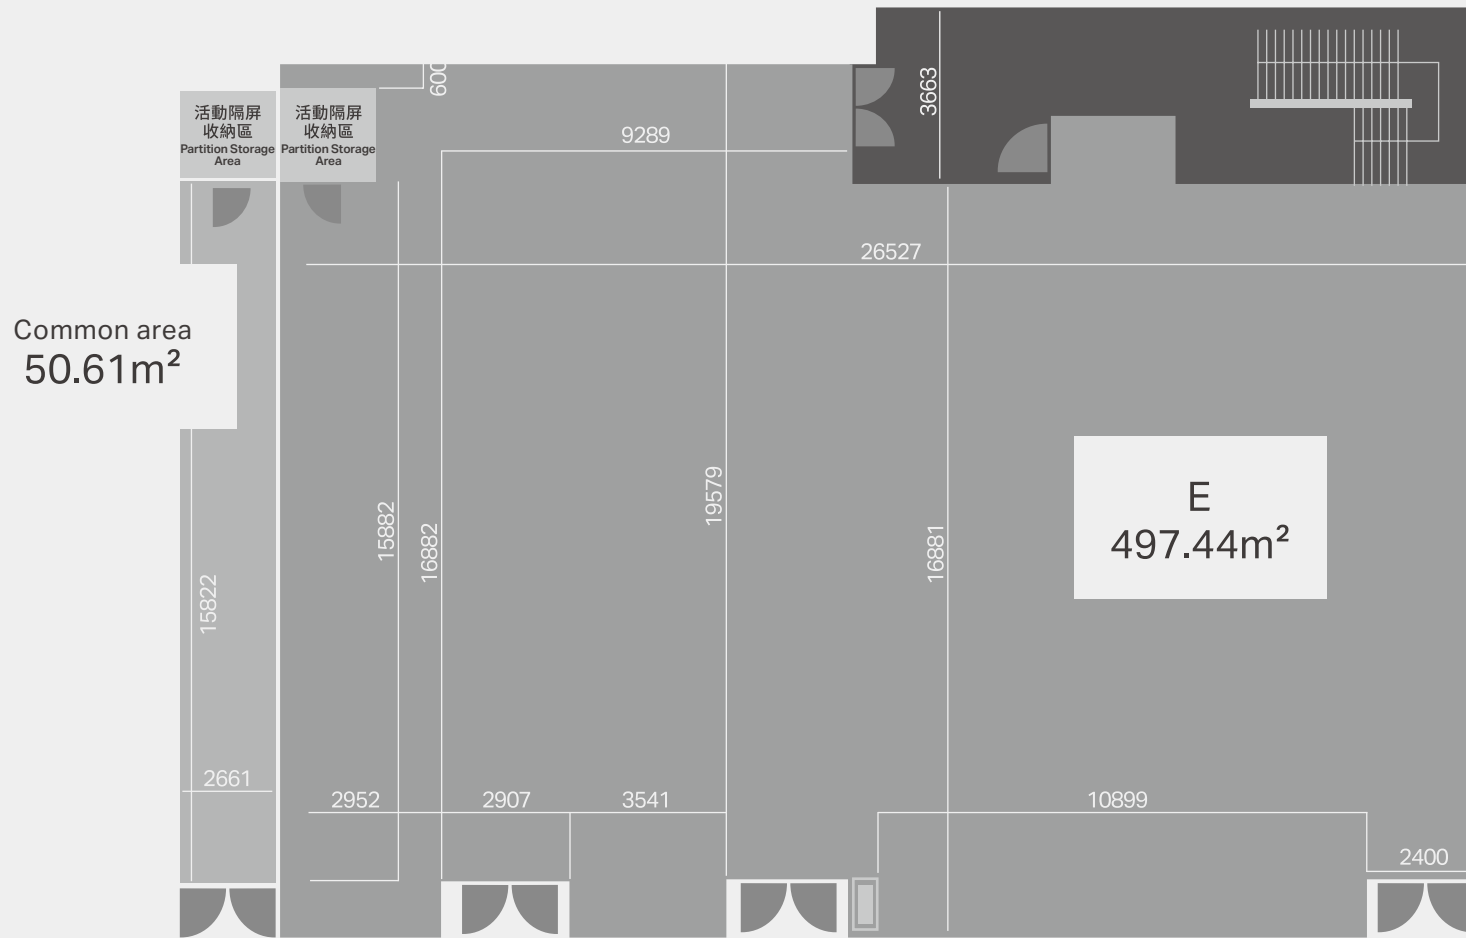 600
3663
活動隔屏
收納區
Partition Storage
Area
活動隔屏
收納區
Partition Storage
Area
9289
26527
Common area
50.61m²
E
497.44m²
15882
16882
19579
16881
15822
2661
2952
2907
3541
10899
2400